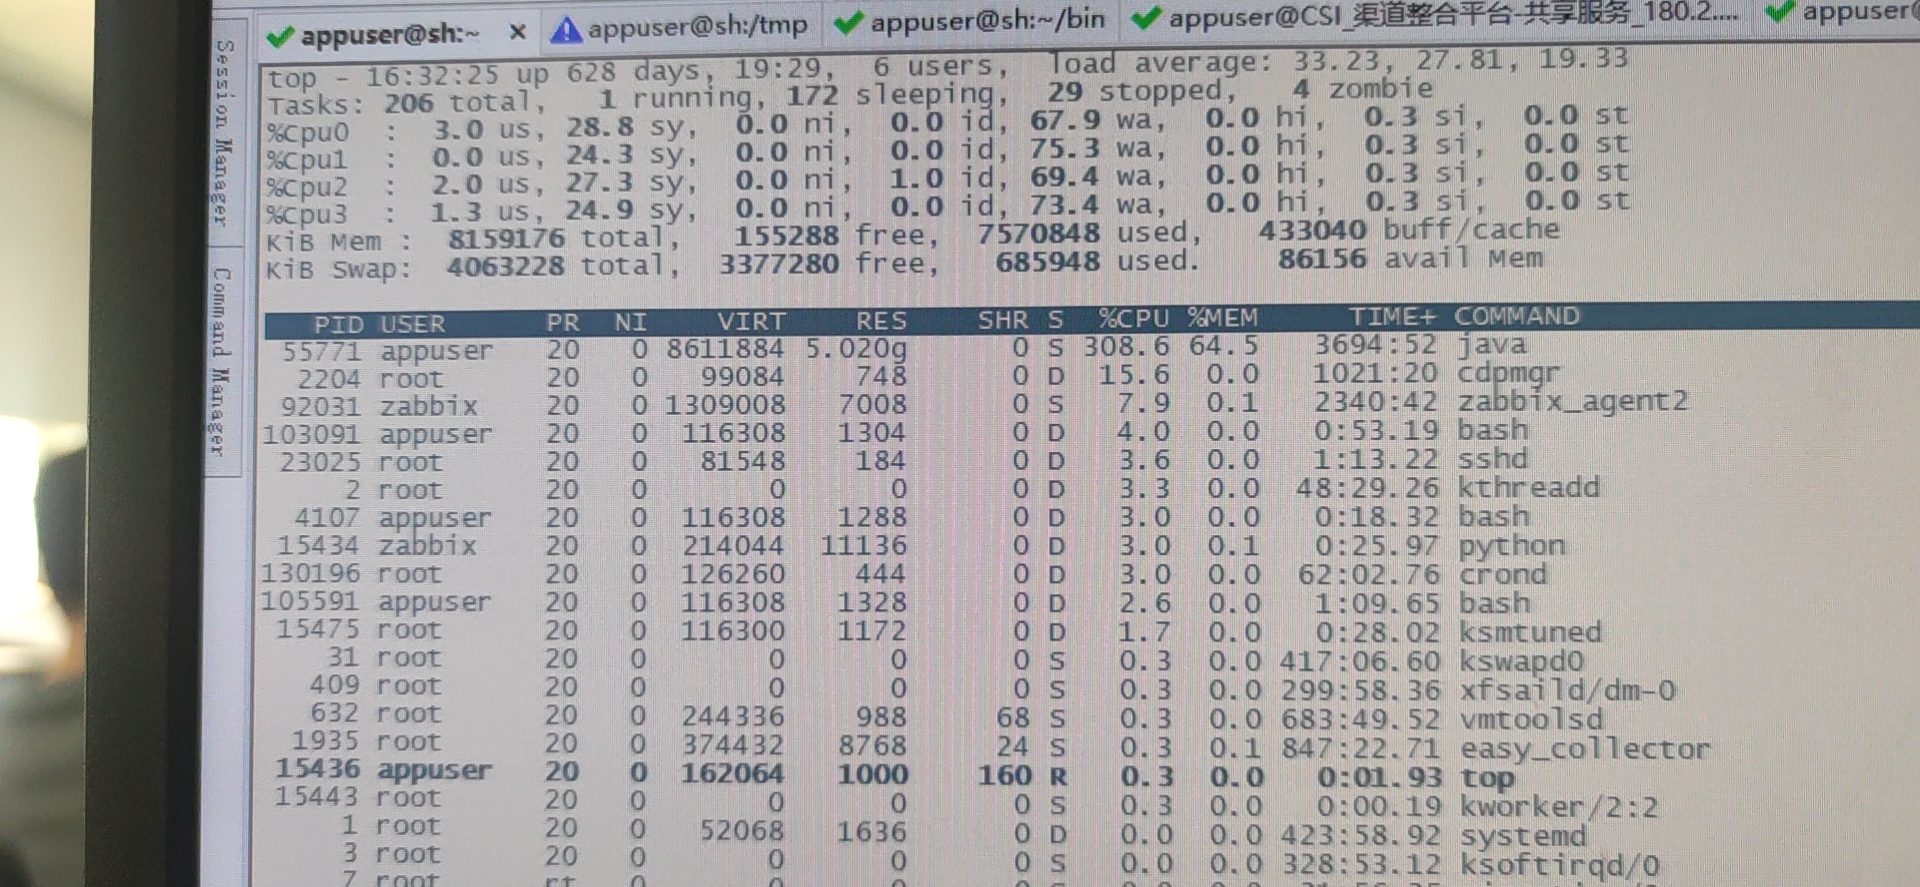 appuser@sh:~ × appuser@sh:/tmp appuser@sh:~/bin appuser@CSI_渠道整合平台-共享服务_180.2.... appuser@
Session Manager
Command Manager
top - 16:32:25 up 628 days, 19:29, 6 users, load average: 33.23, 27.81, 19.33
Tasks: 206 total, 1 running, 172 sleeping, 29 stopped, 4 zombie
%Cpu0 : 3.0 us, 28.8 sy, 0.0 ni, 0.0 id, 67.9 wa, 0.0 hi, 0.3 si, 0.0 st
%Cpu1 : 0.0 us, 24.3 sy, 0.0 ni, 0.0 id, 75.3 wa, 0.0 hi, 0.3 si, 0.0 st
%Cpu2 : 2.0 us, 27.3 sy, 0.0 ni, 1.0 id, 69.4 wa, 0.0 hi, 0.3 si, 0.0 st
%Cpu3 : 1.3 us, 24.9 sy, 0.0 ni, 0.0 id, 73.4 wa, 0.0 hi, 0.3 si, 0.0 st
KiB Mem : 8159176 total, 155288 free, 7570848 used, 433040 buff/cache
KiB Swap: 4063228 total, 3377280 free, 685948 used. 86156 avail Mem
PID USER PR NI VIRT RES SHR S %CPU %MEM TIME+ COMMAND
55771 appuser 20 0 8611884 5.020g 0 S 308.6 64.5 3694:52 java
2204 root 20 0 99084 748 0 D 15.6 0.0 1021:20 cdpmgr
92031 zabbix 20 0 1309008 7008 0 S 7.9 0.1 2340:42 zabbix_agent2
103091 appuser 20 0 116308 1304 0 D 4.0 0.0 0:53.19 bash
23025 root 20 0 81548 184 0 D 3.6 0.0 1:13.22 sshd
2 root 20 0 0 0 0 D 3.3 0.0 48:29.26 kthreadd
4107 appuser 20 0 116308 1288 0 D 3.0 0.0 0:18.32 bash
15434 zabbix 20 0 214044 11136 0 D 3.0 0.1 0:25.97 python
130196 root 20 0 126260 444 0 D 3.0 0.0 62:02.76 crond
105591 appuser 20 0 116308 1328 0 D 2.6 0.0 1:09.65 bash
15475 root 20 0 116300 1172 0 D 1.7 0.0 0:28.02 ksmtuned
31 root 20 0 0 0 0 S 0.3 0.0 417:06.60 kswapd0
409 root 20 0 0 0 0 S 0.3 0.0 299:58.36 xfsaild/dm-0
632 root 20 0 244336 988 68 S 0.3 0.0 683:49.52 vmtoolsd
1935 root 20 0 374432 8768 24 S 0.3 0.1 847:22.71 easy_collector
15436 appuser 20 0 162064 1000 160 R 0.3 0.0 0:01.93 top
15443 root 20 0 0 0 0 S 0.3 0.0 0:00.19 kworker/2:2
1 root 20 0 52068 1636 0 D 0.0 0.0 423:58.92 systemd
3 root 20 0 0 0 0 S 0.0 0.0 328:53.12 ksoftirqd/0
7 root rt 0